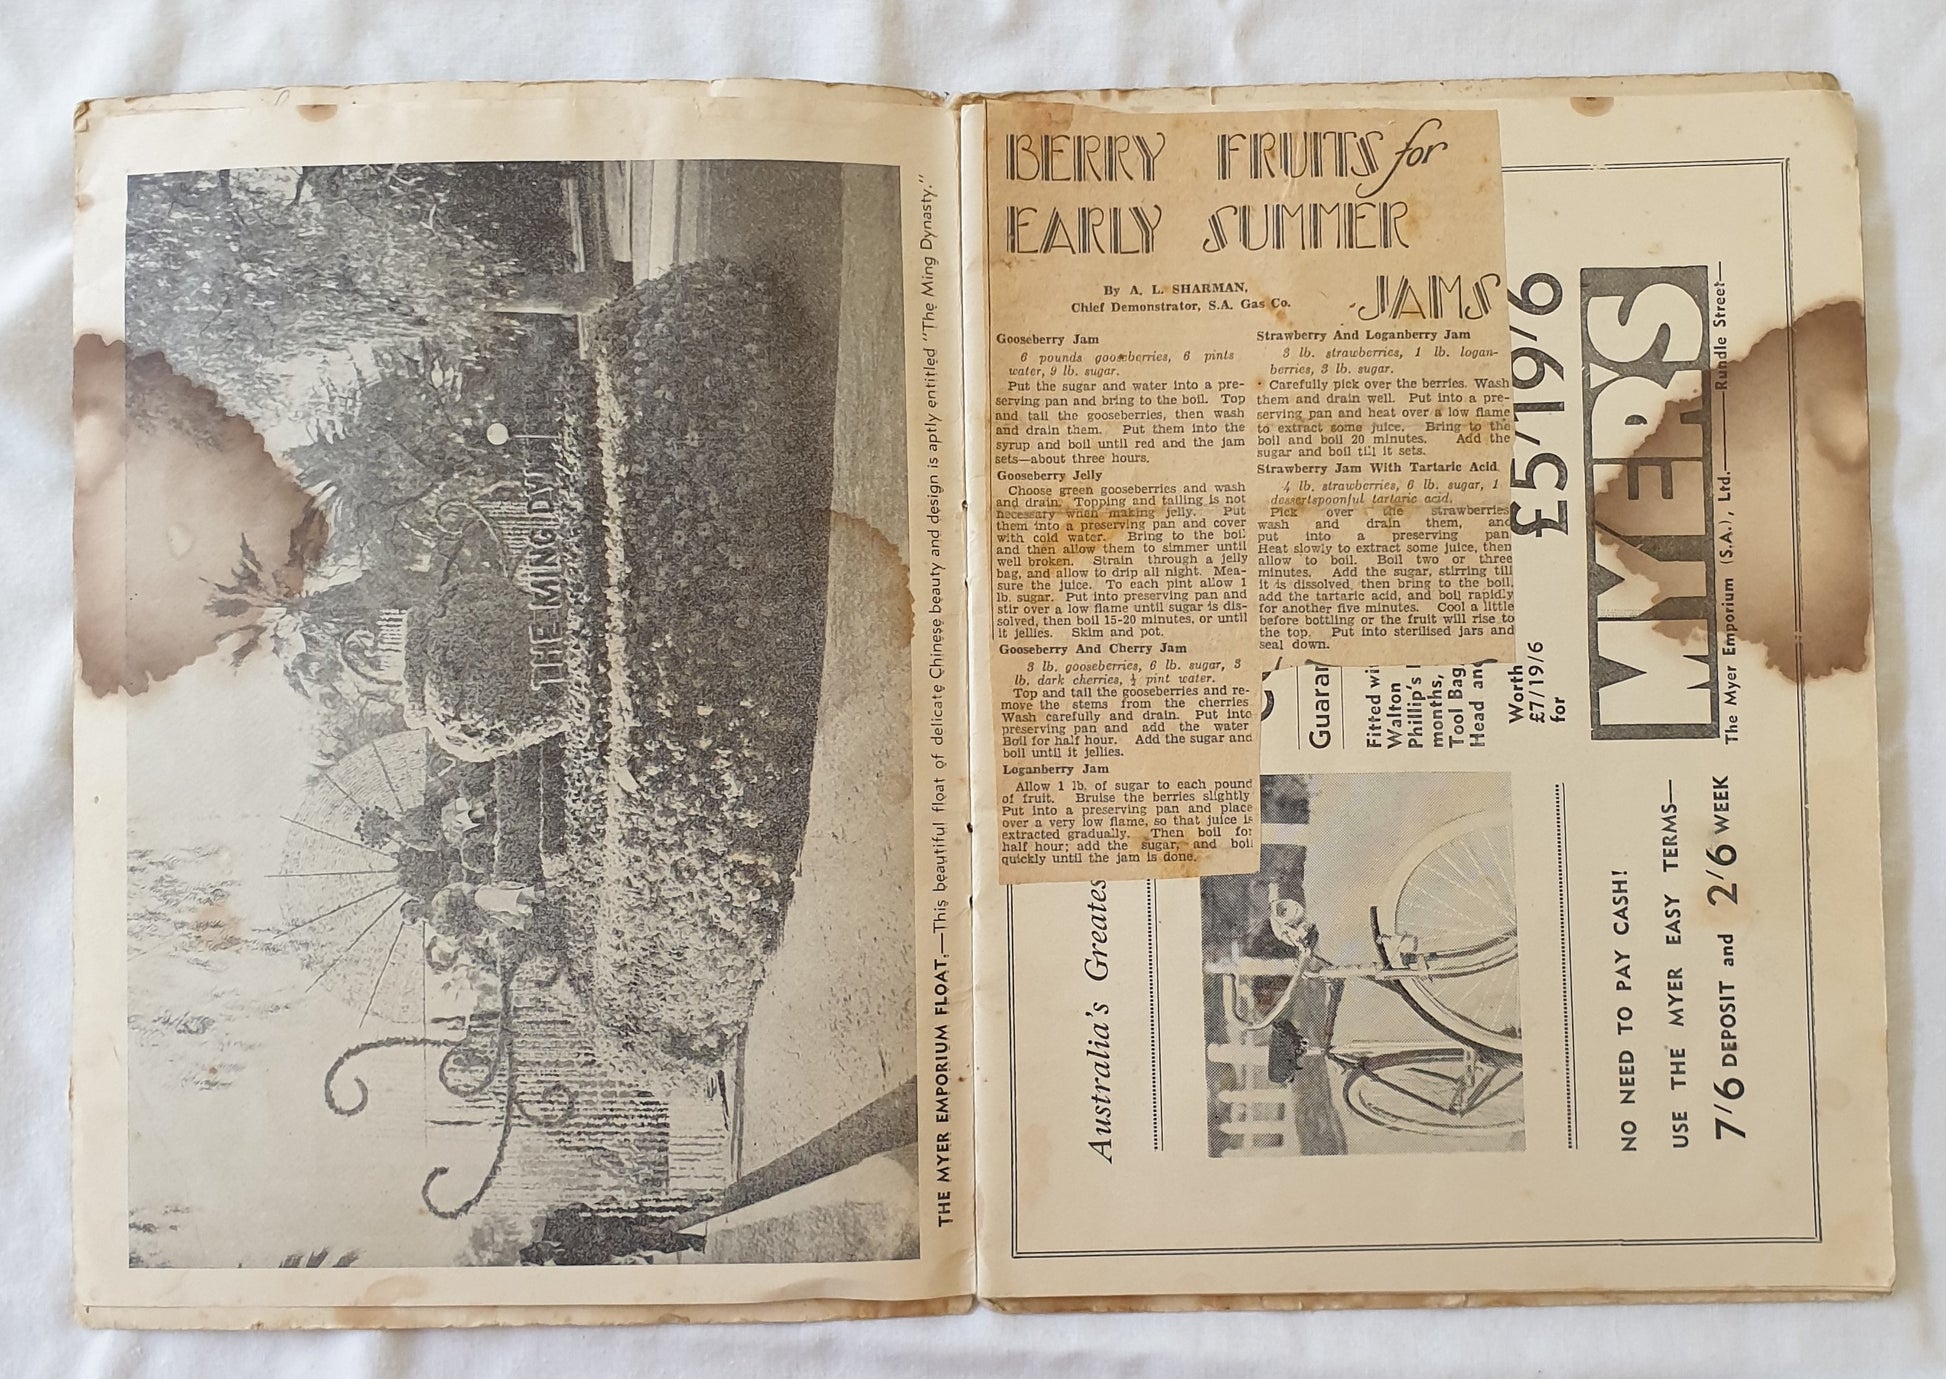 THE MING DYTY
THE MYER EMPORIUM FLOAT.—This beautiful float of delicate Chinese beauty and design is aptly entitled "The Ming Dynasty."
BERRY FRUITS for
EARLY SUMMER
JAMS
By A. L. SHARMAN,
Chief Demonstrator, S.A. Gas Co.
Gooseberry Jam
6 pounds gooseberries, 6 pints
water, 9 lb. sugar.
Put the sugar and water into a pre-
serving pan and bring to the boil. Top
and tail the gooseberries, then wash
and drain them. Put them into the
syrup and boil until red and the jam
sets—about three hours.
Gooseberry Jelly
Choose green gooseberries and wash
and drain. Topping and tailing is not
necessary when making jelly. Put
them into a preserving pan and cover
with cold water. Bring to the boil
and then allow them to simmer until
well broken. Strain through a jelly
bag, and allow to drip all night. Mea-
sure the juice. To each pint allow 1
lb. sugar. Put into preserving pan and
stir over a low flame until sugar is dis-
solved, then boil 15-20 minutes, or until
it jellies. Skim and pot.
Gooseberry And Cherry Jam
3 lb. gooseberries, 6 lb. sugar, 3
lb. dark cherries, ½ pint water.
Top and tail the gooseberries and re-
move the stems from the cherries
Wash carefully and drain. Put into
preserving pan and add the water
Boil for half hour. Add the sugar and
boil until it jellies.
Loganberry Jam
Allow 1 lb. of sugar to each pound
of fruit. Bruise the berries slightly
Put into a preserving pan and place
over a very low flame, so that juice is
extracted gradually. Then boil for
half hour; add the sugar, and boil
quickly until the jam is done.
Strawberry And Loganberry Jam
3 lb. strawberries, 1 lb. logan-
berries, 3 lb. sugar.
Carefully pick over the berries. Wash
them and drain well. Put into a pre-
serving pan and heat over a low flame
to extract some juice. Bring to the
boil and boil 20 minutes. Add the
sugar and boil till it sets.
Strawberry Jam With Tartaric Acid
4 lb. strawberries, 6 lb. sugar, 1
dessertspoonful tartaric acid.
Pick over the strawberries
wash and drain them, and
put into a preserving pan
Heat slowly to extract some juice, then
allow to boil. Boil two or three
minutes. Add the sugar, stirring till
it is dissolved, then bring to the boil,
add the tartaric acid, and boil rapidly
for another five minutes. Cool a little
before bottling or the fruit will rise to
the top. Put into sterilised jars and
seal down.
Australia's Greates
Guarar
Fitted wi
Walton
Phillip's
months,
Tool Bag,
Head an
Worth
£7/19/6
for
£5/19/6
NO NEED TO PAY CASH!
USE THE MYER EASY TERMS—
7/6 DEPOSIT and 2/6 WEEK
MYERS
The Myer Emporium (S.A.), Ltd.——Rundle Street—